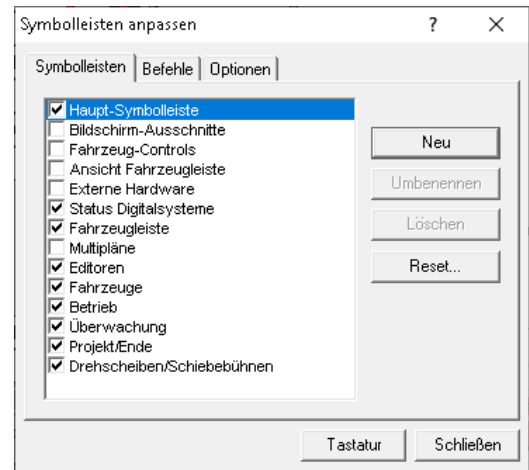 Symbolleisten anpassen
Symbolleisten Befehle Optionen
Haupt-Symbolleiste
Bildschirm-Ausschnitte
Fahrzeug-Controls
Ansicht Fahrzeugleiste
Externe Hardware
Status Digitalsysteme
Fahrzeugleiste
Multipläne
Editoren
Fahrzeuge
Betrieb
Überwachung
Projekt/Ende
Drehscheiben/Schiebebühnen
Neu
Umbenennen
Löschen
Reset...
Tastatur Schließen